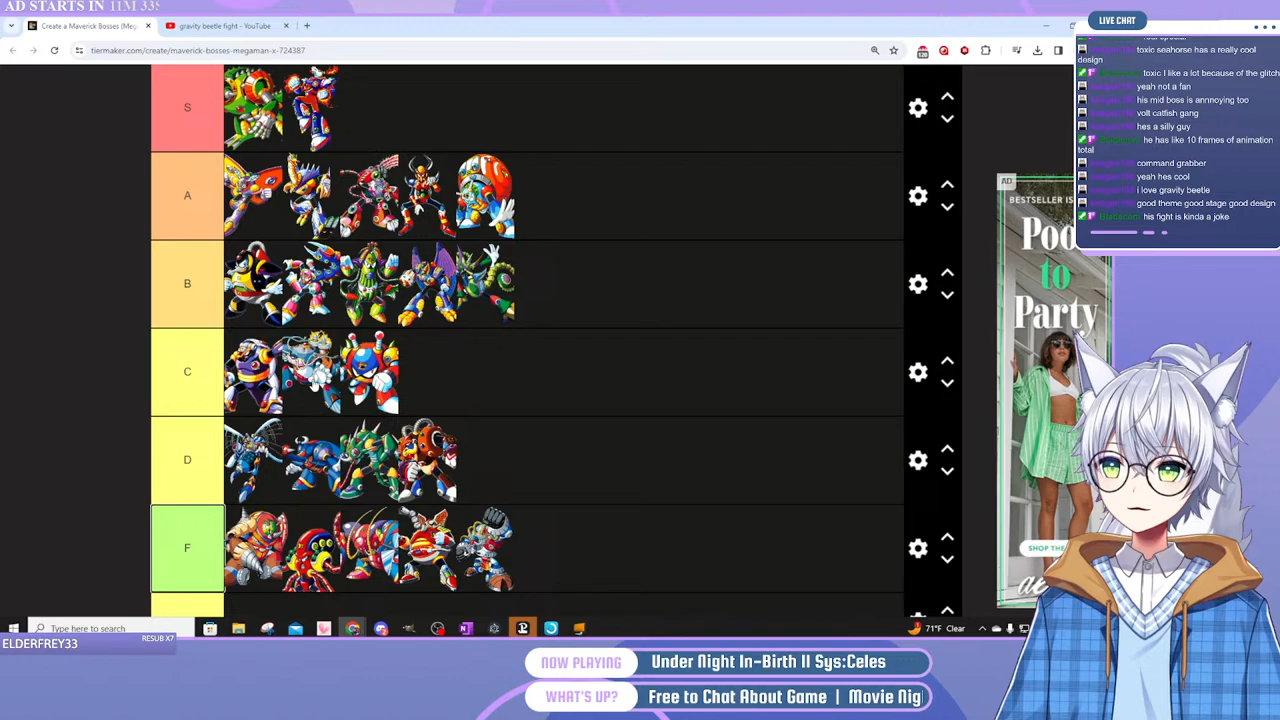 AD STARTS IN 11M 33S
Create a Maverick Bosses (Meg
gravity beetle fight - YouTube
tiermaker.com/create/maverick-bosses-megaman-x-724387
120
LIVE CHAT
toxic seahorse has a really cool design
toxic I like a lot because of the glitch
yeah not a fan
his mid boss is annnoying too
volt catfish gang
hes a silly guy
he has like 10 frames of animation total
command grabber
yeah hes cool
i love gravity beetle
good theme good stage good design
his fight is kinda a joke
S
A
B
C
D
F
AD
BESTSELLER IS
Poo
to
Party
SHOP THE
ae
Type here to search
71°F Clear
ELDERFREY33
RESUB X7
NOW PLAYING
Under Night In-Birth II Sys:Celes
WHAT'S UP?
Free to Chat About Game | Movie Nig